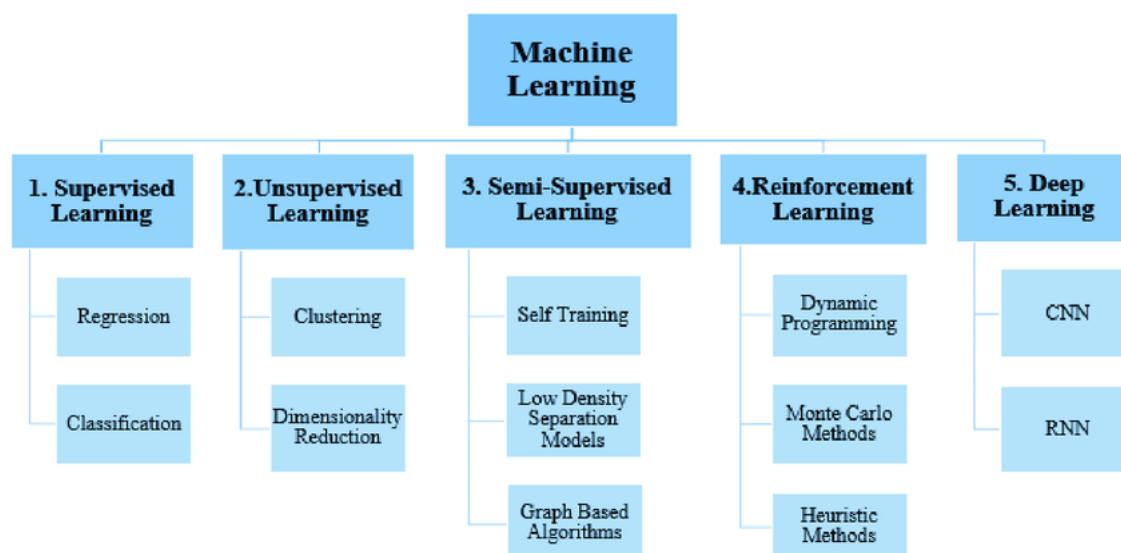 Machine
Learning
1. Supervised
Learning
2.Unsupervised
Learning
3. Semi-Supervised
Learning
4.Reinforcement
Learning
5. Deep
Learning
Regression
Classification
Clustering
Dimensionality
Reduction
Self Training
Low Density
Separation
Models
Graph Based
Algorithms
Dynamic
Programming
Monte Carlo
Methods
Heuristic
Methods
CNN
RNN